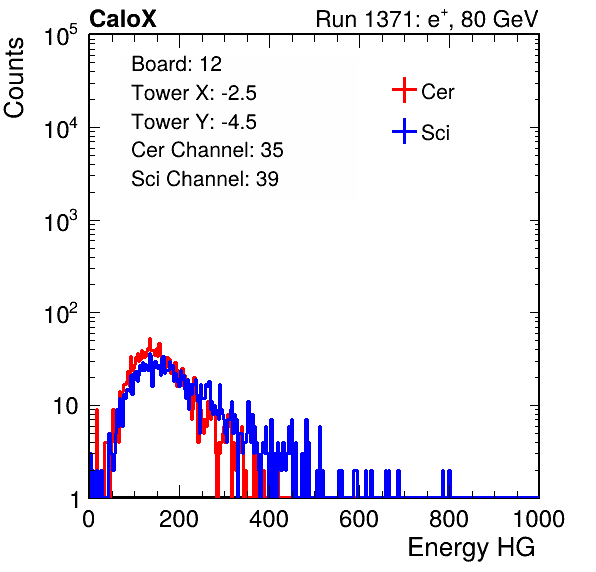 CaloX Run 1371: e⁺, 80 GeV
Counts
Board: 12
Tower X: -2.5
Tower Y: -4.5
Cer Channel: 35
Sci Channel: 39
Cer
Sci
10⁵
10⁴
10³
10²
10
1
0 200 400 600 800 1000
Energy HG